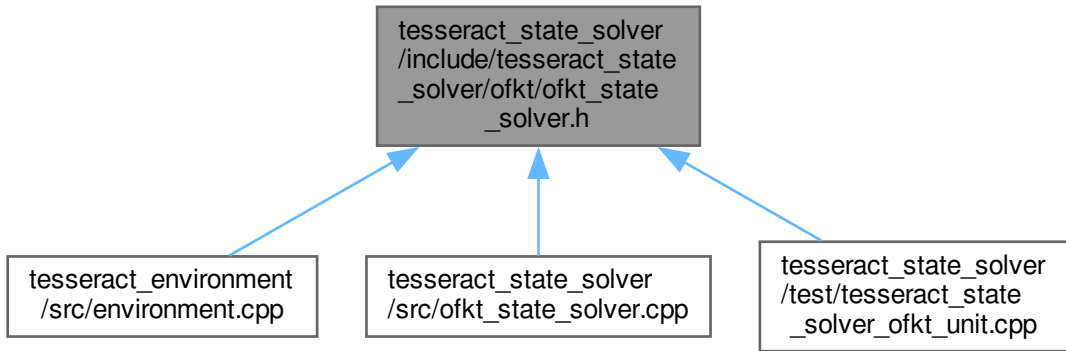 tesseract_state_solver
/include/tesseract_state
_solver/ofkt/ofkt_state
_solver.h
tesseract_environment
/src/environment.cpp
tesseract_state_solver
/src/ofkt_state_solver.cpp
tesseract_state_solver
/test/tesseract_state
_solver_ofkt_unit.cpp